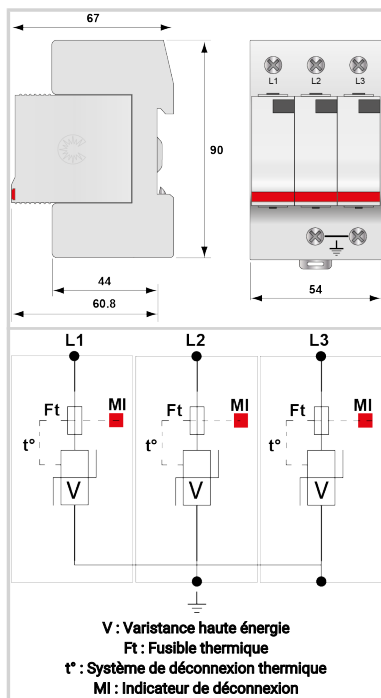 67
L1 L2 L3
90
44
60.8
54
L1 L2 L3
Ft MI Ft MI Ft MI
t° t° t°
V V V
V : Varistance haute énergie
Ft : Fusible thermique
t° : Système de déconnexion thermique
MI : Indicateur de déconnexion